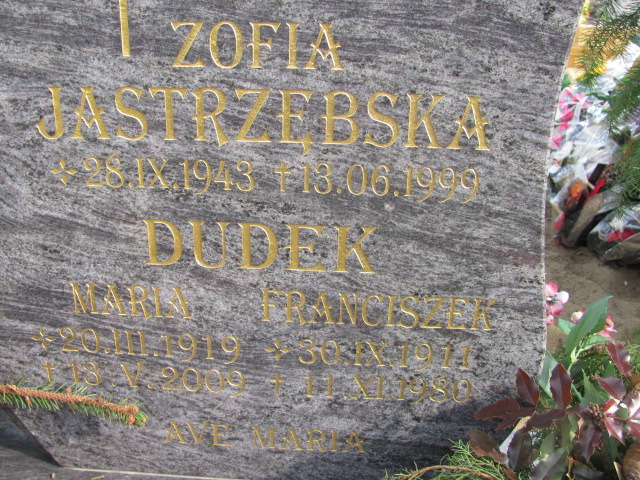 ZOFIA
JASTRZĘBSKA
✧28.IX.1943 †13.06.1999
DUDEK
MARIA FRANCISZEK
✧20.III.1919 ✧30.IX.1911
†13.V.2009 †11.XI.1980
AVE MARIA